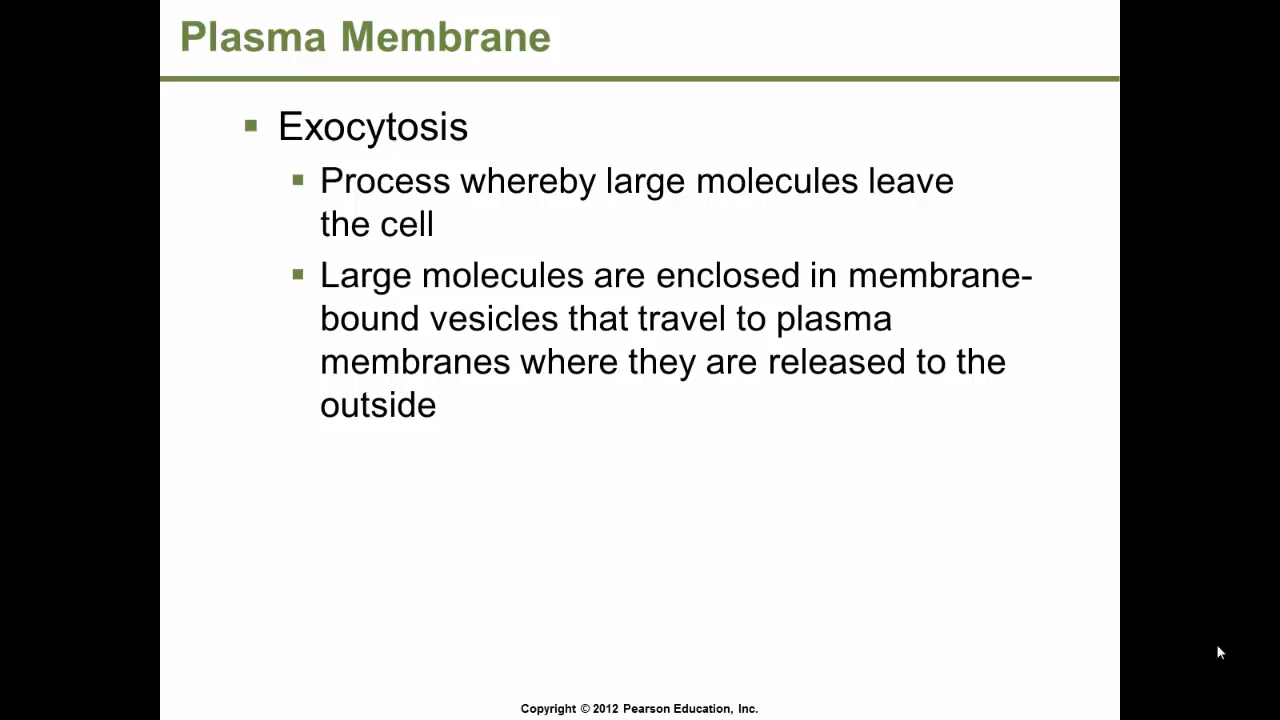 Plasma Membrane
Exocytosis
Process whereby large molecules leave
the cell
Large molecules are enclosed in membrane-
bound vesicles that travel to plasma
membranes where they are released to the
outside
Copyright © 2012 Pearson Education, Inc.